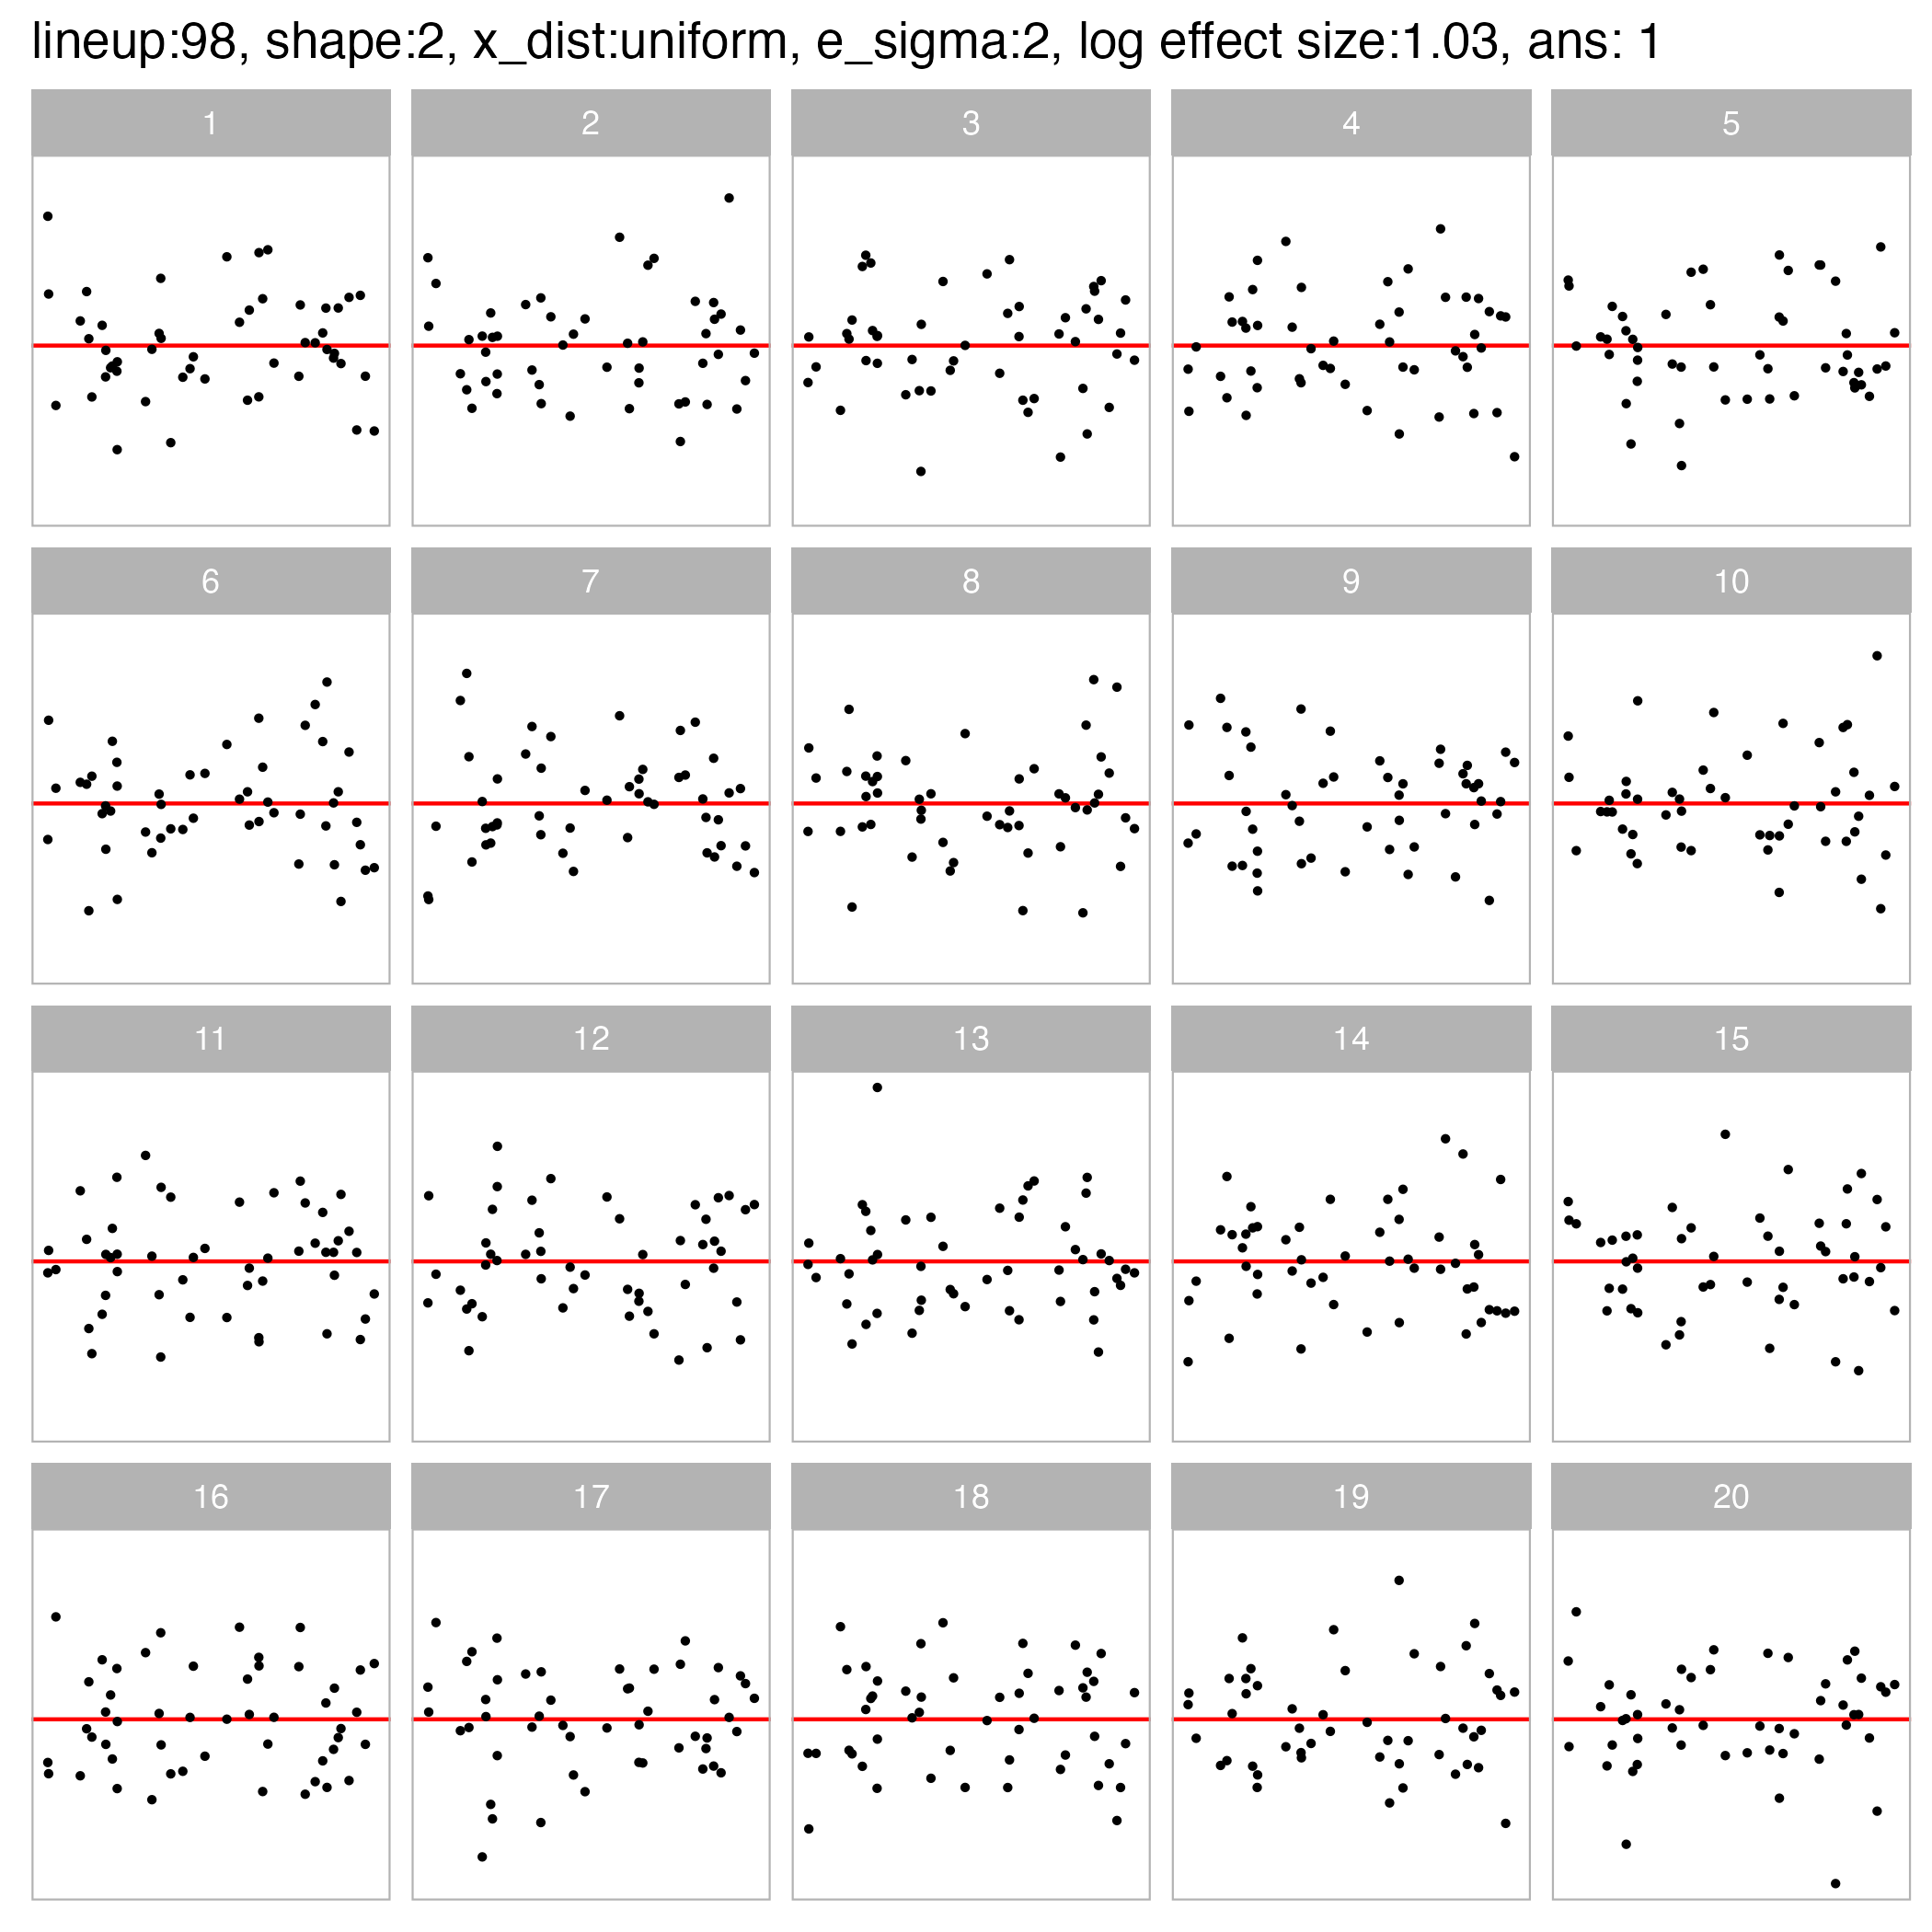 lineup:98, shape:2, x_dist:uniform, e_sigma:2, log effect size:1.03, ans: 1
1 2 3 4 5
6 7 8 9 10
11 12 13 14 15
16 17 18 19 20